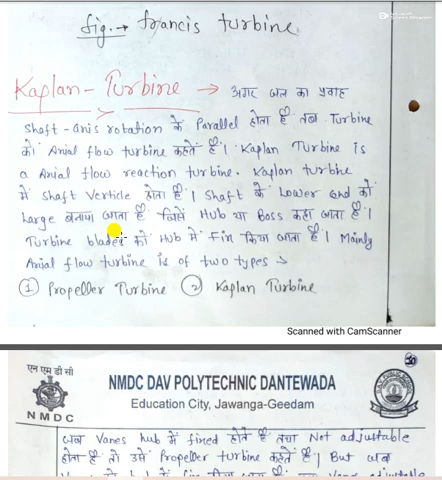 fig.→ francis turbine
Kaplan-Turbine → अगर जल का प्रवाह
shaft-axis rotation के Parallel होता है तब Turbine
को Axial flow turbine कहते हैं। Kaplan Turbine is
a Axial flow reaction turbine. Kaplan turbine
में shaft Verticle होता है। shaft के Lower end को
Large बनाया जाता है जिसे Hub या Boss कहा जाता है।
Turbine blades को Hub में Fix किया जाता है। Mainly
Axial flow turbine is of two types →
① Propeller Turbine ② Kaplan Turbine
Scanned with CamScanner
एन एम डी सी
NMDC
NMDC DAV POLYTECHNIC DANTEWADA
Education City, Jawanga-Geedam
जब Vanes hub में fixed होते हैं तथा Not adjustable
होता है तो उसे Propeller turbine कहते हैं। But जब